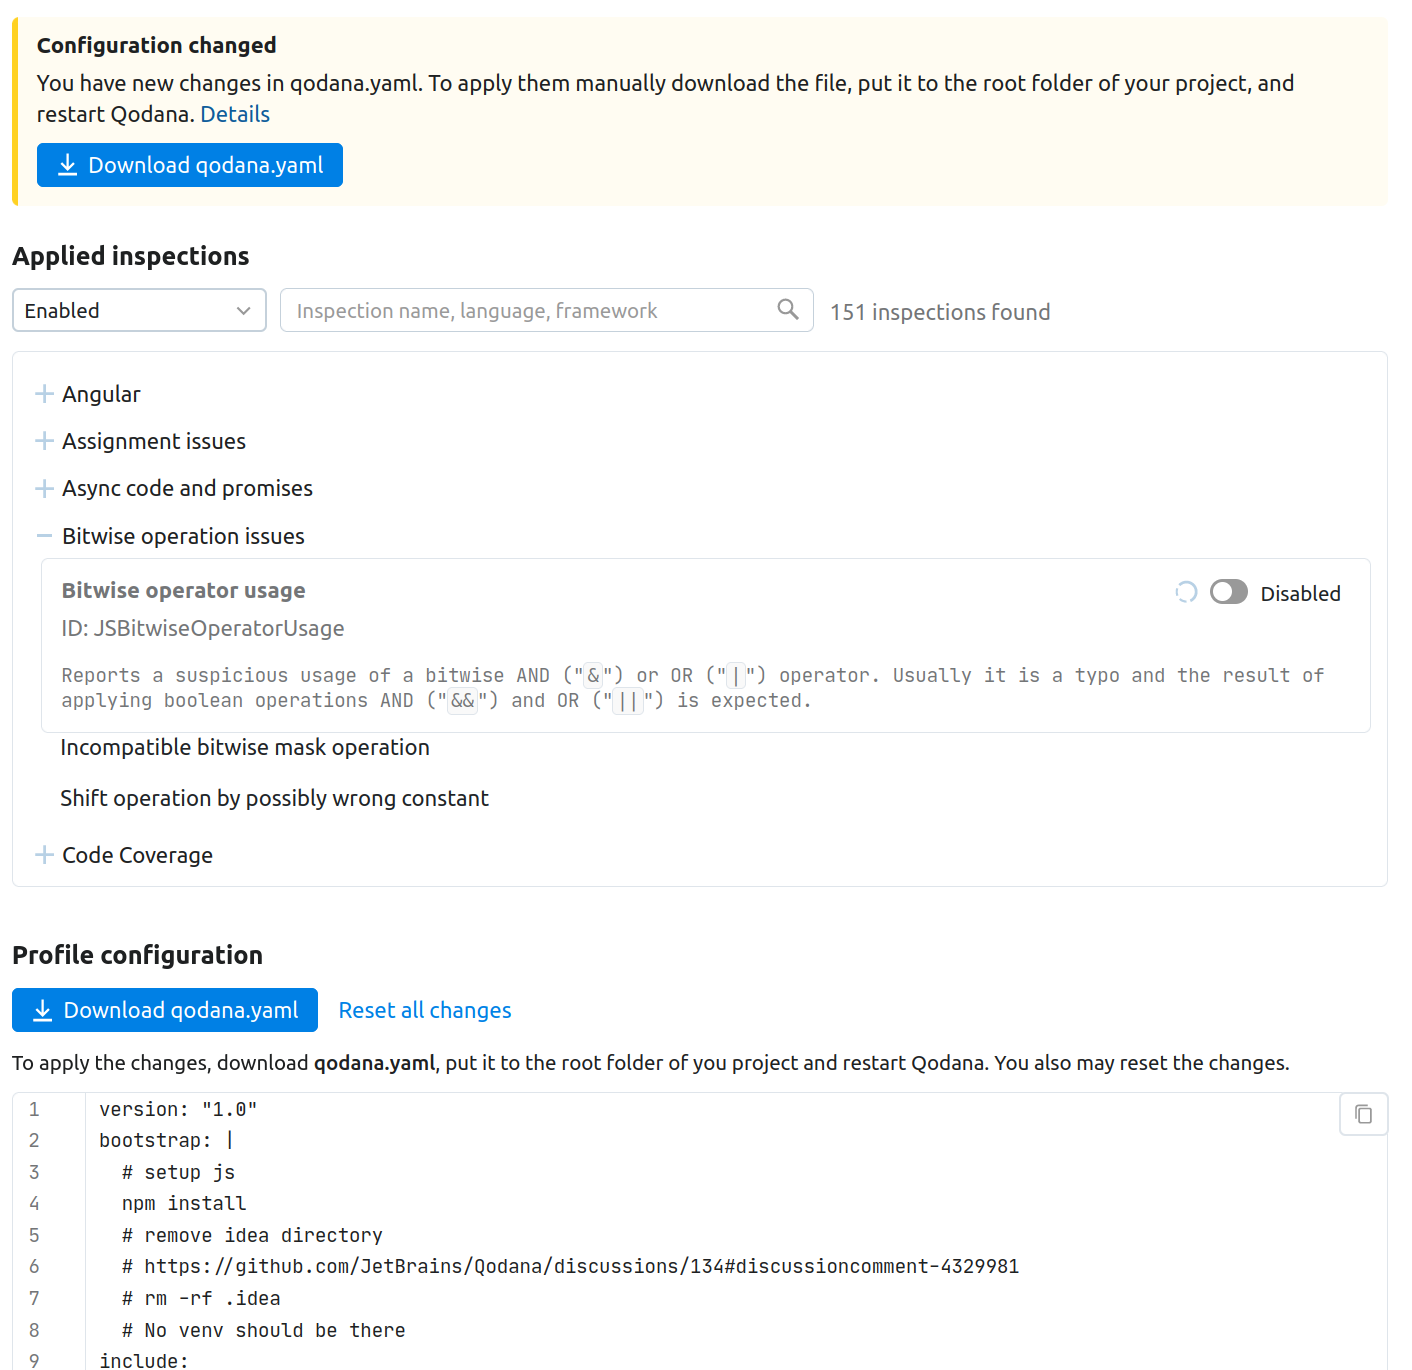 Configuration changed
You have new changes in qodana.yaml. To apply them manually download the file, put it to the root folder of your project, and
restart Qodana. Details
Download qodana.yaml
Applied inspections
Enabled
Inspection name, language, framework
151 inspections found
Angular
Assignment issues
Async code and promises
Bitwise operation issues
Bitwise operator usage
Disabled
ID: JSBitwiseOperatorUsage
Reports a suspicious usage of a bitwise AND ("&") or OR ("|") operator. Usually it is a typo and the result of
applying boolean operations AND ("&&") and OR ("||") is expected.
Incompatible bitwise mask operation
Shift operation by possibly wrong constant
Code Coverage
Profile configuration
Download qodana.yaml Reset all changes
To apply the changes, download qodana.yaml, put it to the root folder of you project and restart Qodana. You also may reset the changes.
1 version: "1.0"
2 bootstrap: |
3 # setup js
4 npm install
5 # remove idea directory
6 # https://github.com/JetBrains/Qodana/discussions/134#discussioncomment-4329981
7 # rm -rf .idea
8 # No venv should be there
9 include: